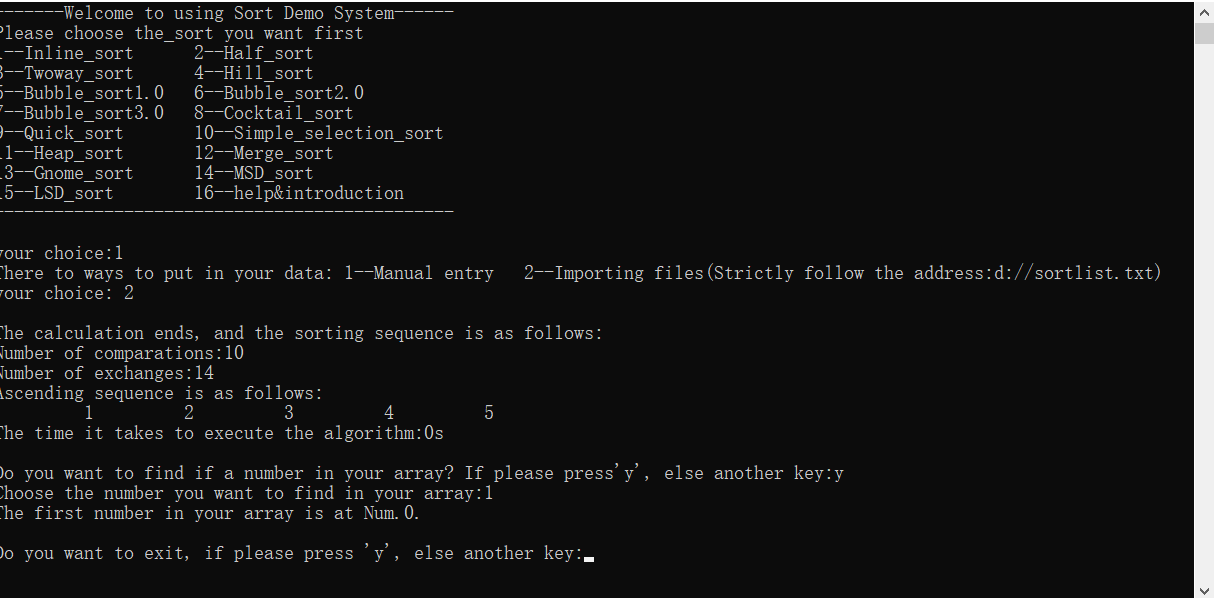 -------Welcome to using Sort Demo System------
Please choose the_sort you want first
1--Inline_sort 2--Half_sort
3--Twoway_sort 4--Hill_sort
5--Bubble_sort1.0 6--Bubble_sort2.0
7--Bubble_sort3.0 8--Cocktail_sort
9--Quick_sort 10--Simple_selection_sort
11--Heap_sort 12--Merge_sort
13--Gnome_sort 14--MSD_sort
15--LSD_sort 16--help&introduction
----------------------------------------------
your choice:1
There to ways to put in your data: 1--Manual entry 2--Importing files(Strictly follow the address:d://sortlist.txt)
your choice: 2
The calculation ends, and the sorting sequence is as follows:
Number of comparations:10
Number of exchanges:14
Ascending sequence is as follows:
1 2 3 4 5
The time it takes to execute the algorithm:0s
Do you want to find if a number in your array? If please press'y', else another key:y
Choose the number you want to find in your array:1
The first number in your array is at Num.0.
Do you want to exit, if please press 'y', else another key: